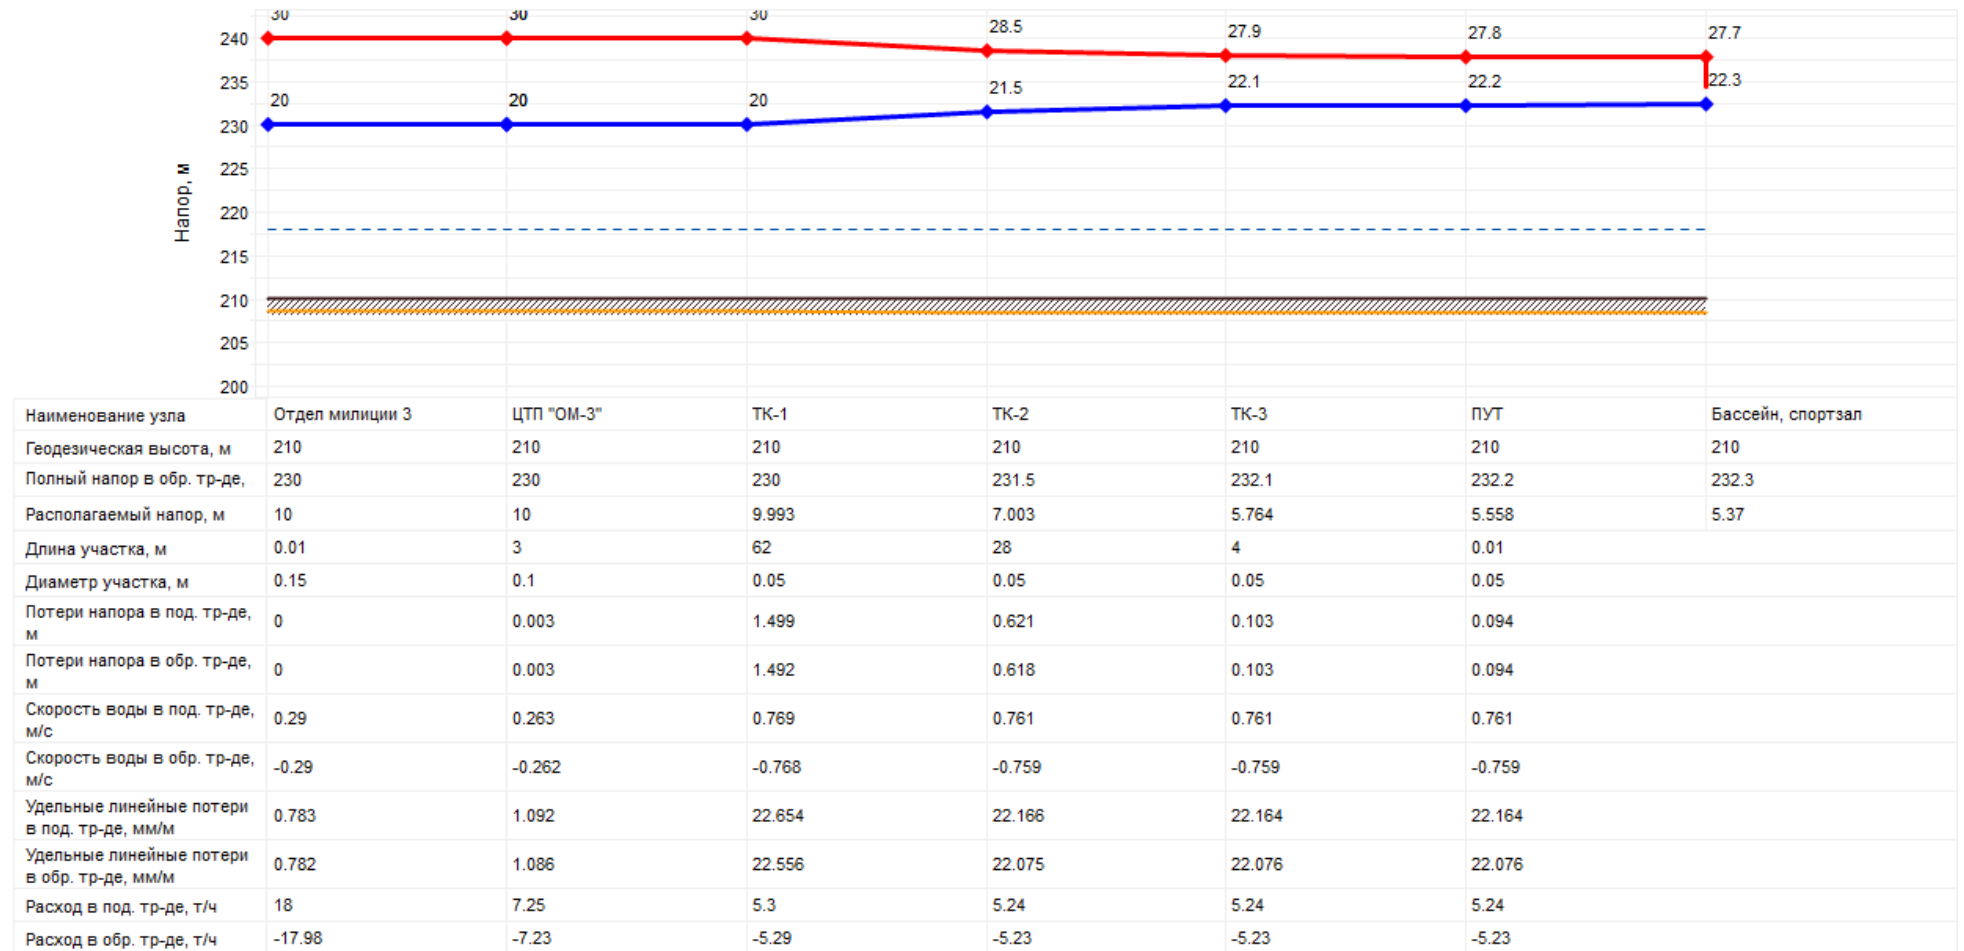 30 30 30 28.5 27.9 27.8 27.7
240
235 22.1 22.2 22.3
20 20 20 21.5
230
225
220
215
210
205
200
Напор, м
Наименование узла Отдел милиции 3 ЦТП "ОМ-3" ТК-1 ТК-2 ТК-3 ПУТ Бассейн, спортзал
Геодезическая высота, м 210 210 210 210 210 210 210
Полный напор в обр. тр-де, 230 230 230 231.5 232.1 232.2 232.3
Располагаемый напор, м 10 10 9.993 7.003 5.764 5.558 5.37
Длина участка, м 0.01 3 62 28 4 0.01
Диаметр участка, м 0.15 0.1 0.05 0.05 0.05 0.05
Потери напора в под. тр-де,
м 0 0.003 1.499 0.621 0.103 0.094
Потери напора в обр. тр-де,
м 0 0.003 1.492 0.618 0.103 0.094
Скорость воды в под. тр-де,
м/с 0.29 0.263 0.769 0.761 0.761 0.761
Скорость воды в обр. тр-де,
м/с -0.29 -0.262 -0.768 -0.759 -0.759 -0.759
Удельные линейные потери
в под. тр-де, мм/м 0.783 1.092 22.654 22.166 22.164 22.164
Удельные линейные потери
в обр. тр-де, мм/м 0.782 1.086 22.556 22.075 22.076 22.076
Расход в под. тр-де, т/ч 18 7.25 5.3 5.24 5.24 5.24
Расход в обр. тр-де, т/ч -17.98 -7.23 -5.29 -5.23 -5.23 -5.23